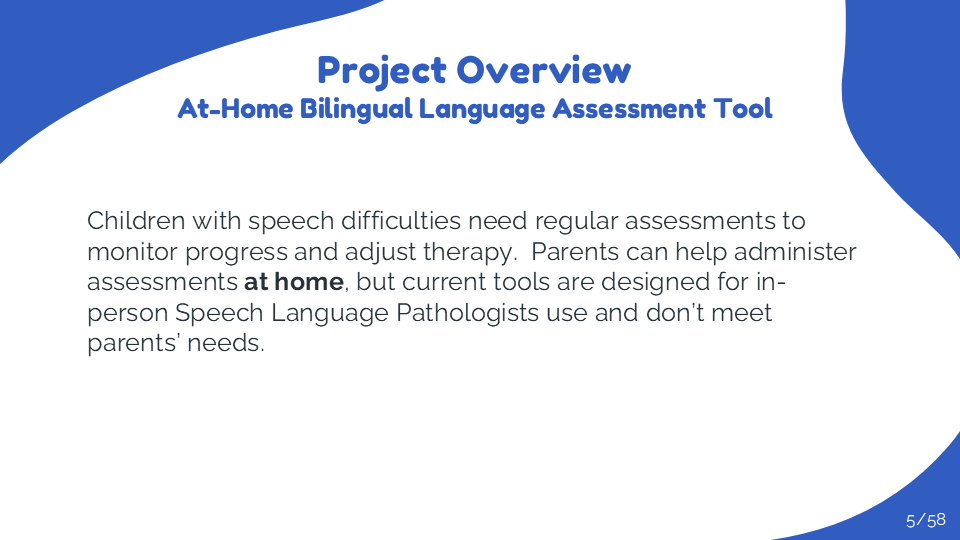 Project Overview
At-Home Bilingual Language Assessment Tool
Children with speech difficulties need regular assessments to
monitor progress and adjust therapy.  Parents can help administer
assessments at home, but current tools are designed for in-
person Speech Language Pathologists use and don’t meet
parents’ needs.
5/58